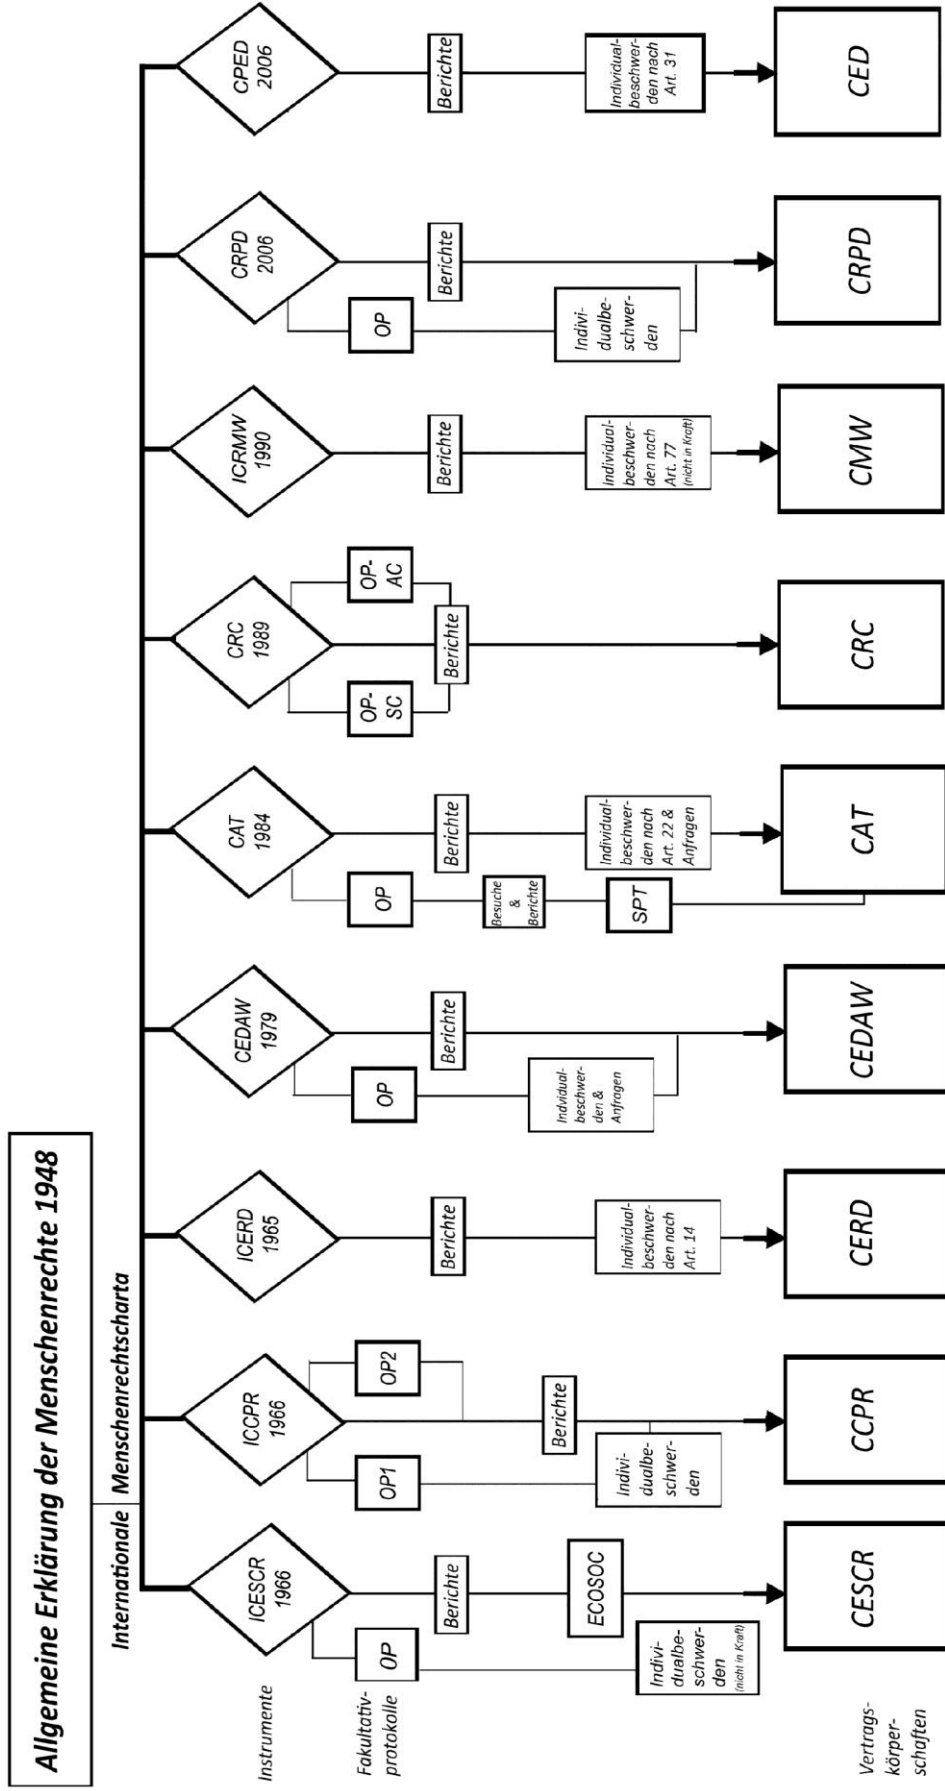 Allgemeine Erklärung der Menschenrechte 1948
Internationale Menschenrechtscharta
Instrumente
ICESCR
1966
ICCPR
1966
ICERD
1965
CEDAW
1979
CAT
1984
CRC
1989
ICRMW
1990
CRPD
2006
CPED
2006
Fakultativ-
protokolle
OP
OP1
OP2
OP
OP
OP-
SC
OP-
AC
OP
Berichte
Berichte
Berichte
Berichte
Besuche
&
Berichte
Berichte
Berichte
Berichte
Berichte
Berichte
ECOSOC
Indivi-
dualbe-
schwer-
den
(nicht in Kraft)
Indivi-
dualbe-
schwer-
den
Individual-
beschwer-
den nach
Art. 14
Indvidual-
beschwer-
den &
Anfragen
SPT
Individual-
beschwer-
den nach
Art. 22 &
Anfragen
Individual-
beschwer-
den nach
Art. 77
(nicht in Kraft)
Indivi-
dualbe-
schwer-
den
Individual-
beschwer-
den nach
Art. 31
Vertrags-
körper-
schaften
CESCR
CCPR
CERD
CEDAW
CAT
CRC
CMW
CRPD
CED